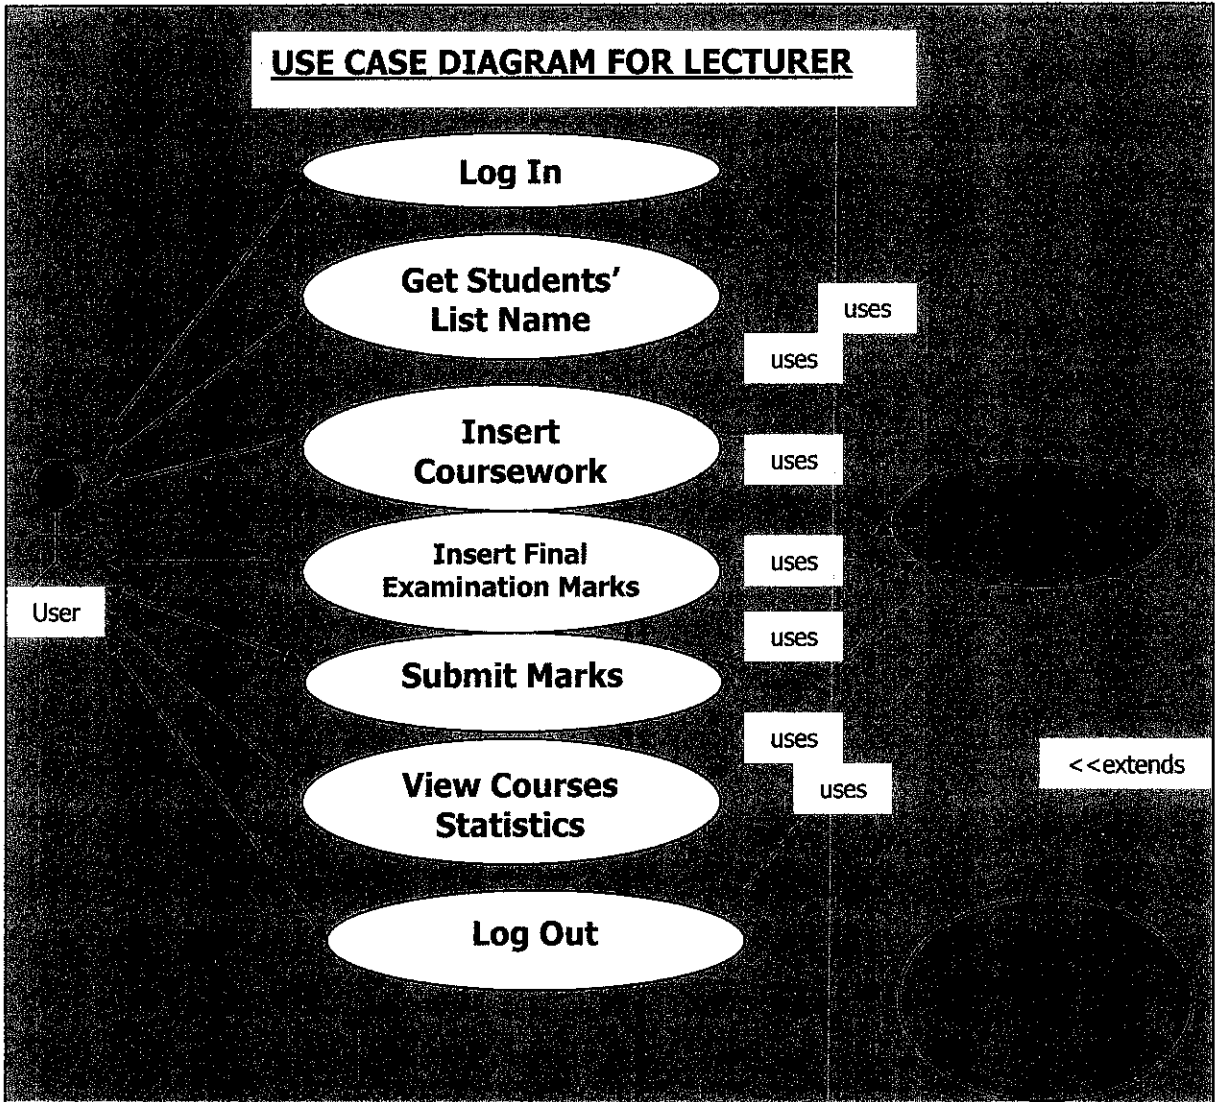 USE CASE DIAGRAM FOR LECTURER
Log In
Get Students'
List Name
uses
uses
Insert
Coursework
uses
Insert Final
Examination Marks
uses
User
uses
Submit Marks
uses
<<extends
View Courses
Statistics
uses
Log Out